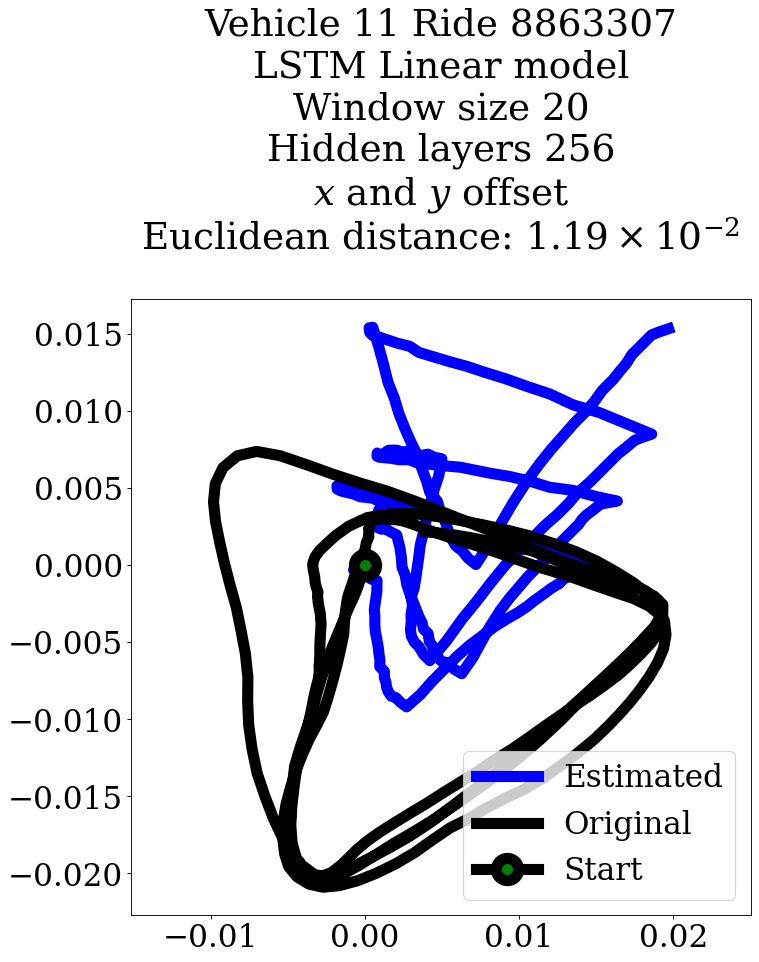 Vehicle 11 Ride 8863307
LSTM Linear model
Window size 20
Hidden layers 256
x and y offset
Euclidean distance: 1.19 × 10⁻²
0.015
0.010
0.005
0.000
−0.005
−0.010
−0.015
−0.020
−0.01 0.00 0.01 0.02
Estimated
Original
Start